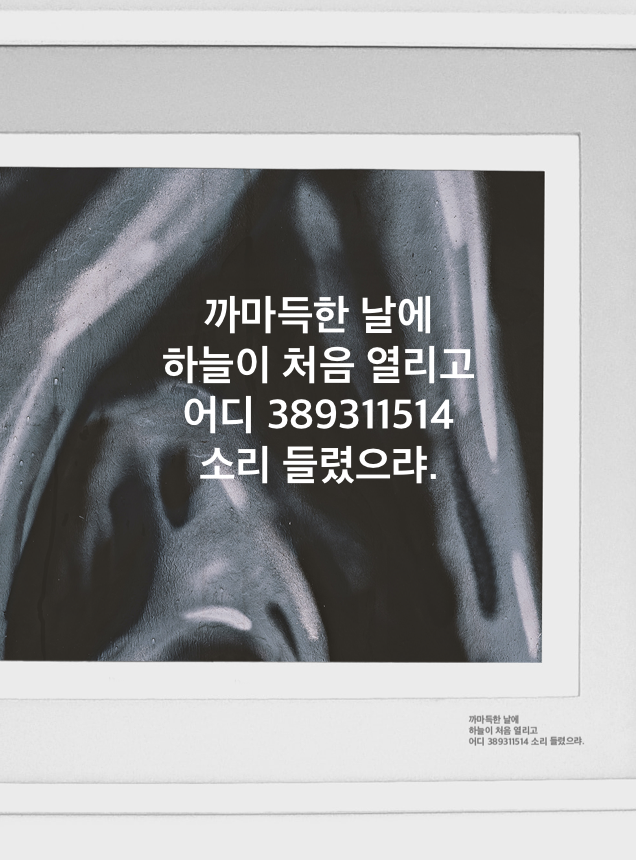 까마득한 날에
하늘이 처음 열리고
어디 389311514
소리 들렸으랴.
까마득한 날에
하늘이 처음 열리고
어디 389311514 소리 들렸으랴.